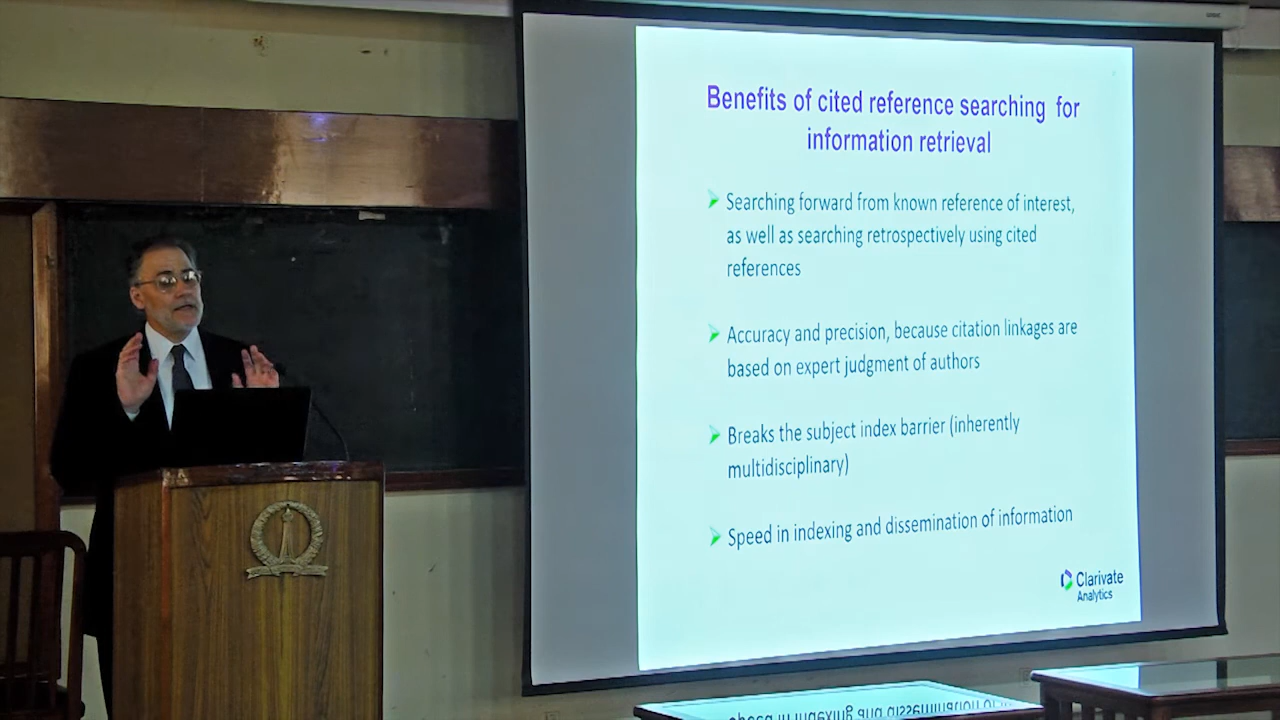 Benefits of cited reference searching for
information retrieval
Searching forward from known reference of interest,
as well as searching retrospectively using cited
references
Accuracy and precision, because citation linkages are
based on expert judgment of authors
Breaks the subject index barrier (inherently
multidisciplinary)
Speed in indexing and dissemination of information
Clarivate
Analytics